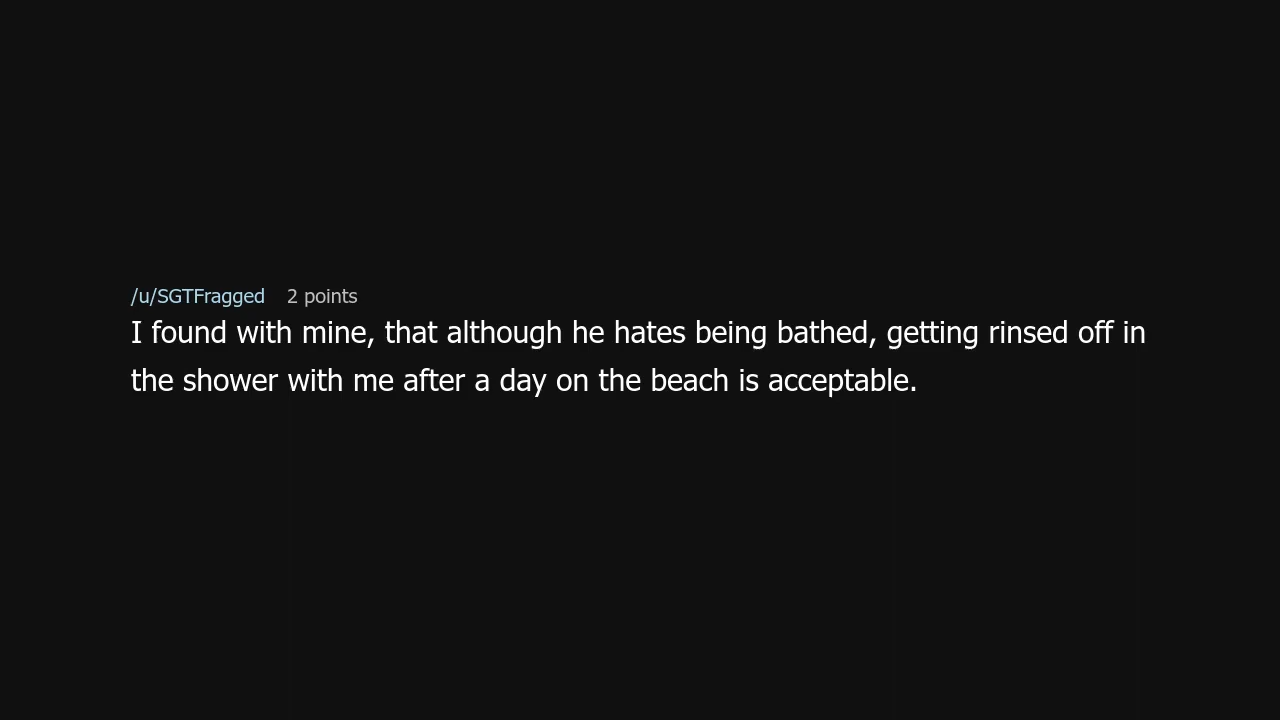 /u/SGTFragged 2 points
I found with mine, that although he hates being bathed, getting rinsed off in
the shower with me after a day on the beach is acceptable.